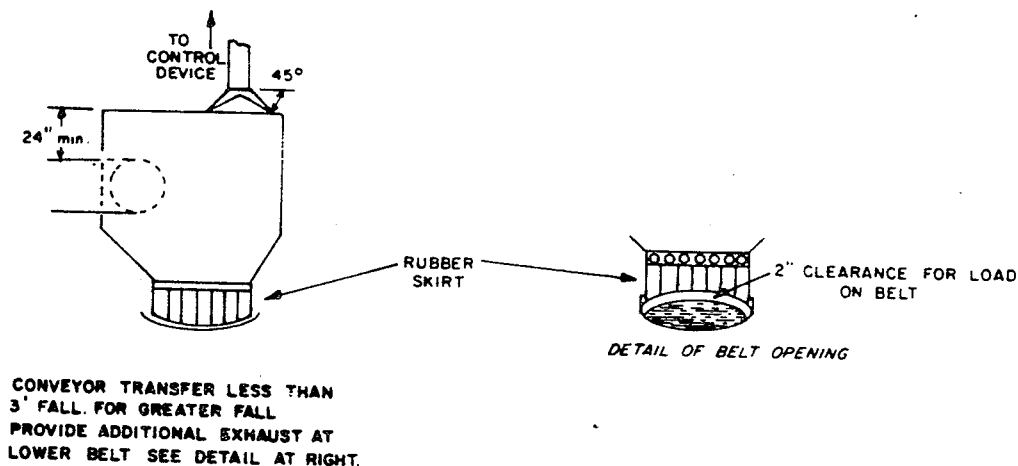 TO
CONTROL
DEVICE
45°
24" min.
RUBBER
SKIRT
2" CLEARANCE FOR LOAD
ON BELT
DETAIL OF BELT OPENING
CONVEYOR TRANSFER LESS THAN
3' FALL. FOR GREATER FALL
PROVIDE ADDITIONAL EXHAUST AT
LOWER BELT SEE DETAIL AT RIGHT.